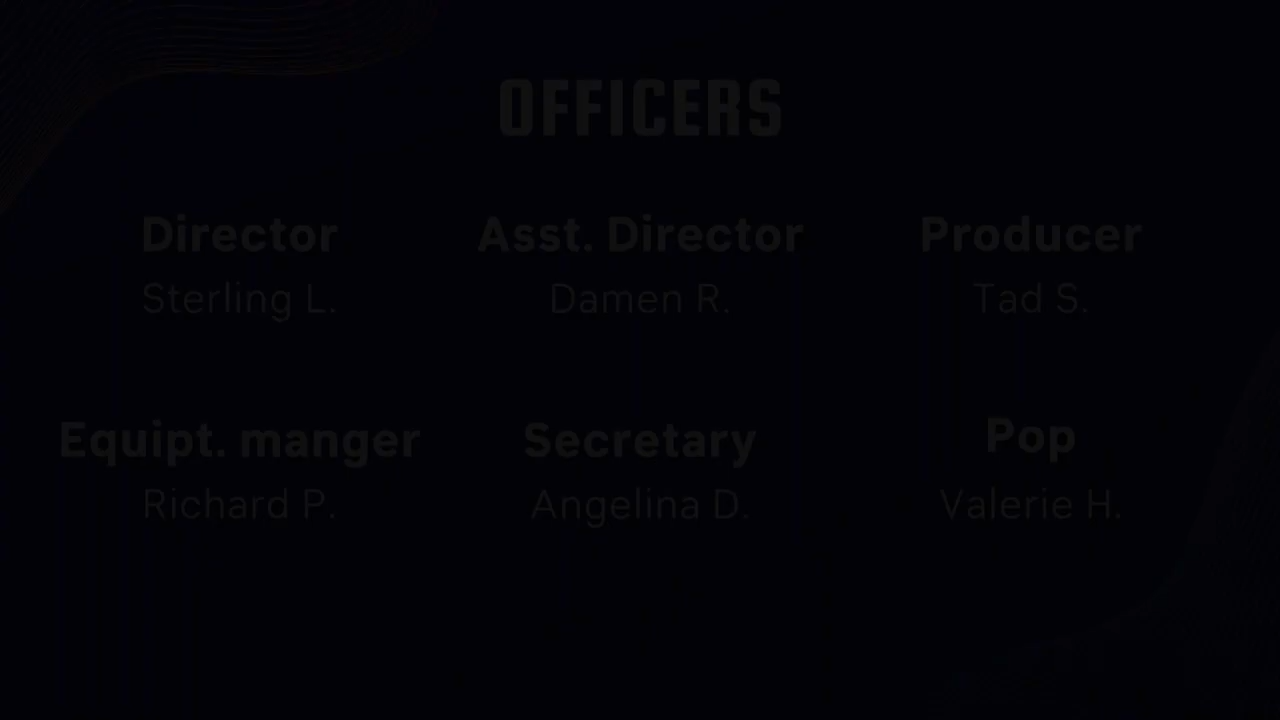 OFFICERS
Director
Sterling L.
Asst. Director
Damen R.
Producer
Tad S.
Equipt. manger
Richard P.
Secretary
Angelina D.
Pop
Valerie H.